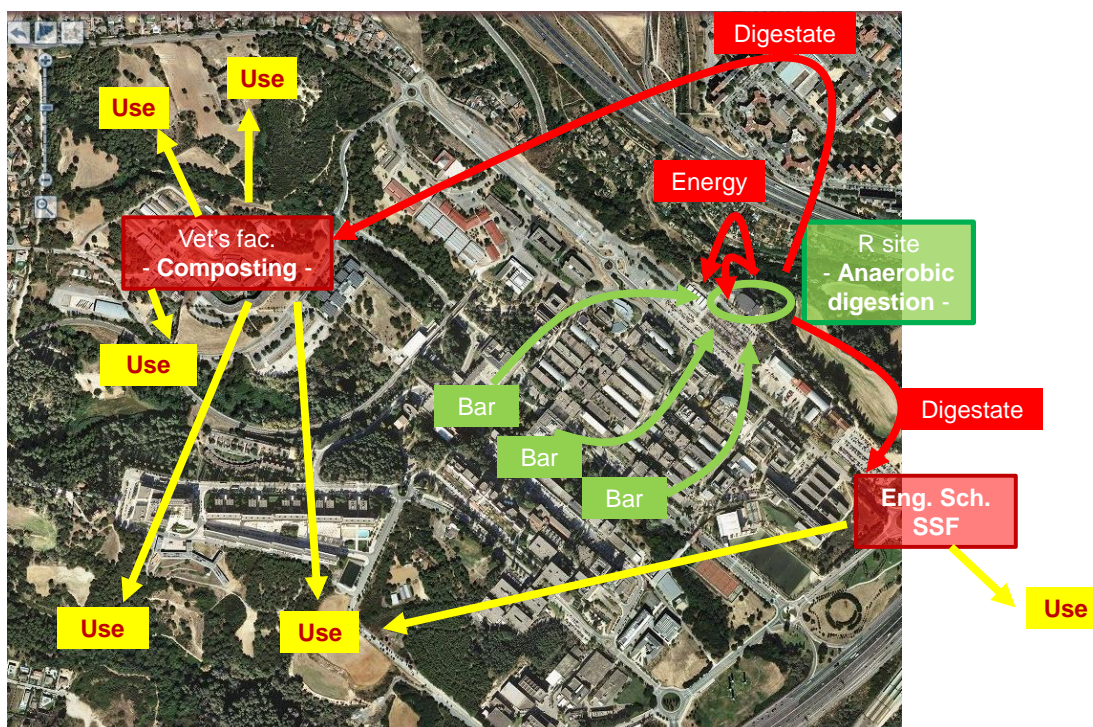 Digestate
Use
Use
Energy
Vet's fac.
- Composting -
R site
- Anaerobic
digestion -
Use
Bar
Digestate
Bar
Bar
Eng. Sch.
SSF
Use
Use
Use